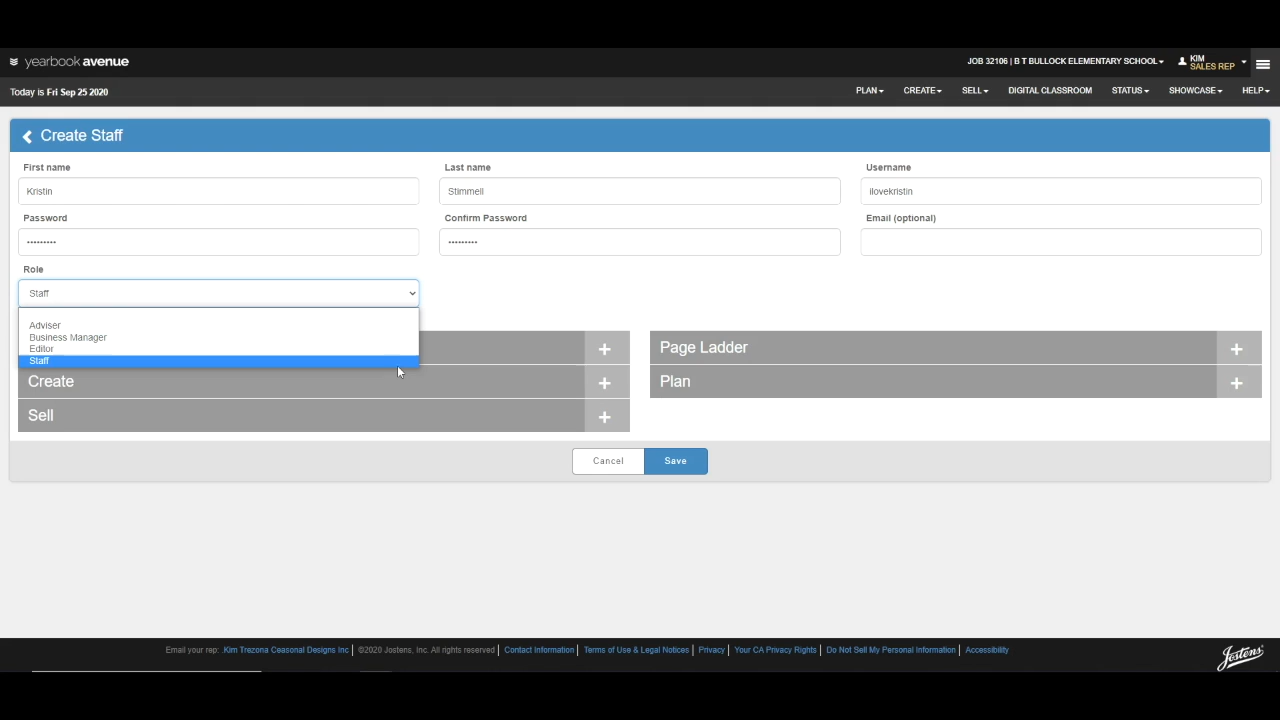 yearbook avenue
JOB 32106 | B T BULLOCK ELEMENTARY SCHOOL
KIM
SALES REP
Today is Fri Sep 25 2020
PLAN
CREATE
SELL
DIGITAL CLASSROOM
STATUS
SHOWCASE
HELP
Create Staff
First name
Last name
Username
Kristin
Stimmell
ilovekristin
Password
Confirm Password
Email (optional)
•••••••••
•••••••••
Role
Staff
Adviser
Business Manager
Editor
Staff
+
Page Ladder
+
Create
+
Plan
+
Sell
+
Cancel
Save
Email your rep: Kim Trezona Ceasonal Designs Inc | ©2020 Jostens, Inc. All rights reserved | Contact Information | Terms of Use & Legal Notices | Privacy | Your CA Privacy Rights | Do Not Sell My Personal Information | Accessibility
Jostens